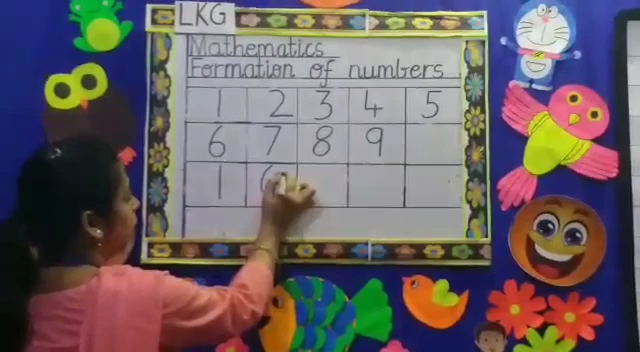 LKG
Mathematics
Formation of numbers
1 2 3 4 5
6 7 8 9
1